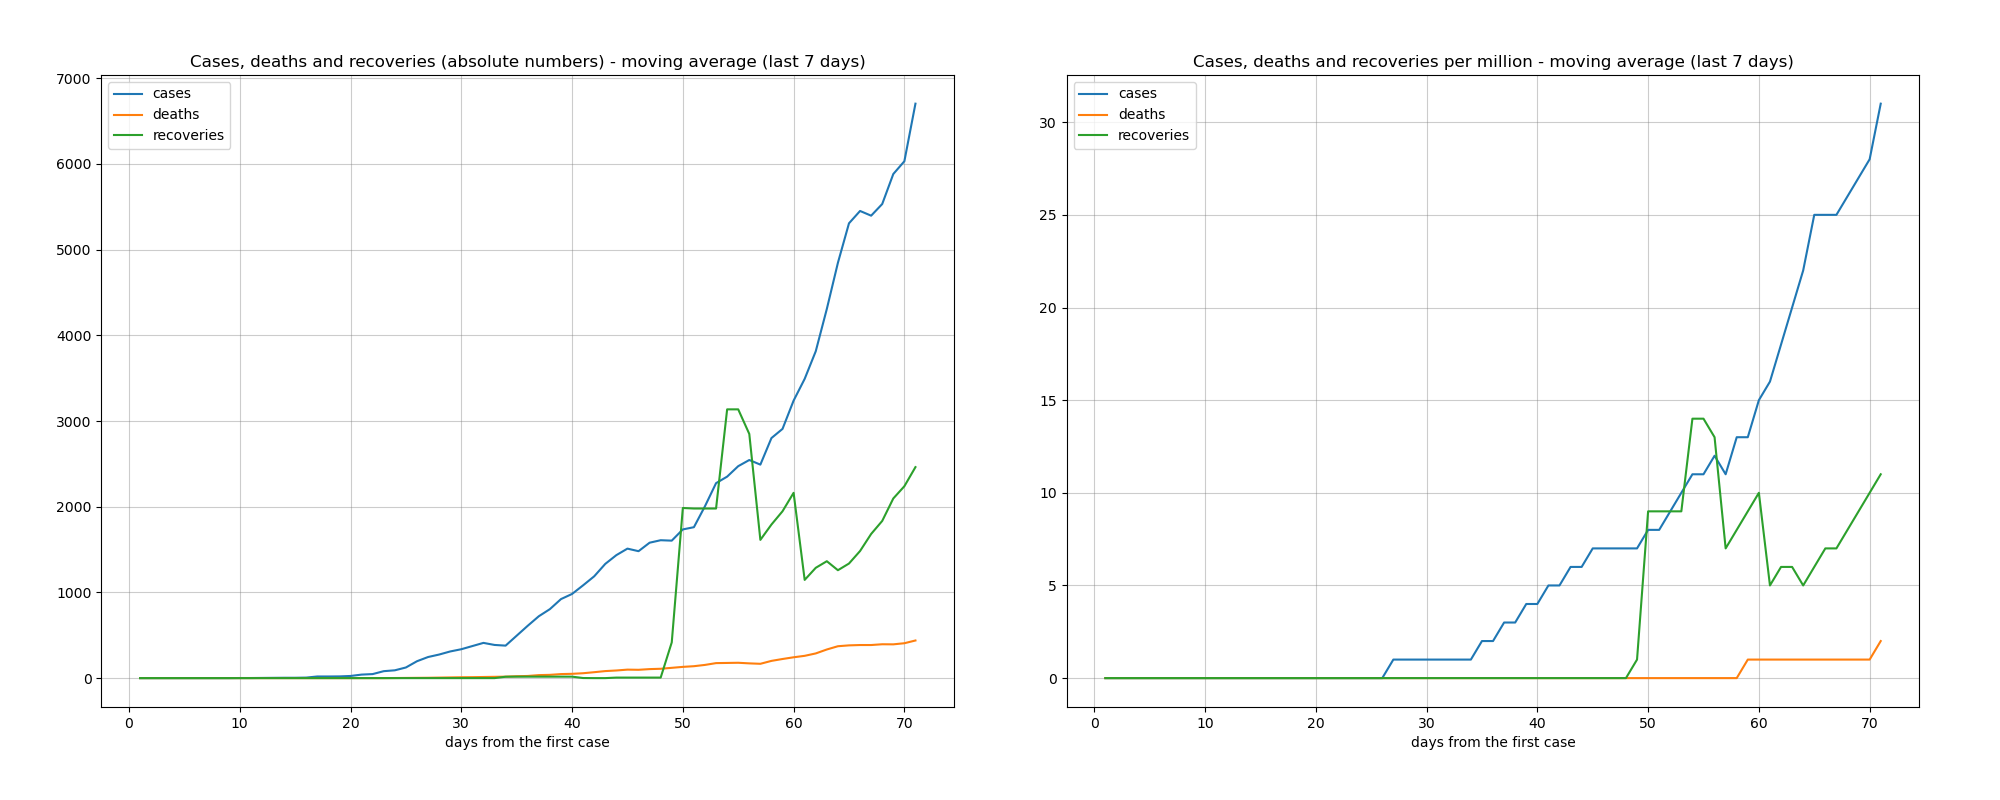 Cases, deaths and recoveries (absolute numbers) - moving average (last 7 days)
cases
deaths
recoveries
7000
6000
5000
4000
3000
2000
1000
0
0 10 20 30 40 50 60 70
days from the first case
Cases, deaths and recoveries per million - moving average (last 7 days)
cases
deaths
recoveries
30
25
20
15
10
5
0
0 10 20 30 40 50 60 70
days from the first case